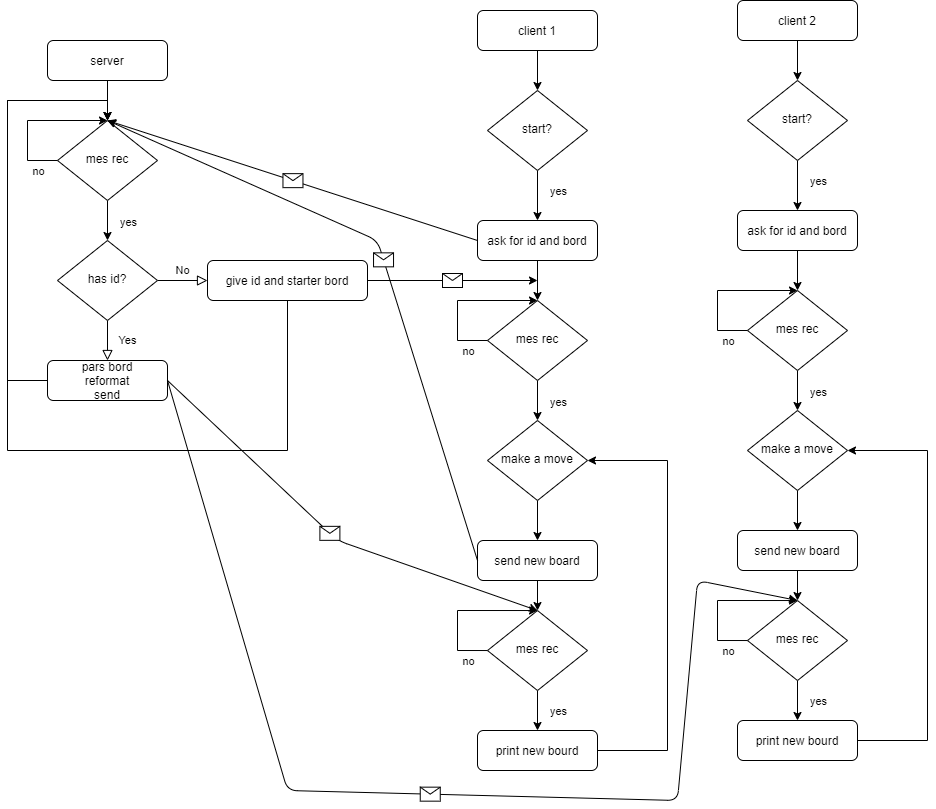 server
mes rec
no
yes
has id?
No
give id and starter bord
Yes
pars bord
reformat
send
client 1
start?
yes
ask for id and bord
mes rec
no
yes
make a move
send new board
mes rec
no
yes
print new bourd
client 2
start?
yes
ask for id and bord
mes rec
no
yes
make a move
send new board
mes rec
no
yes
print new bourd